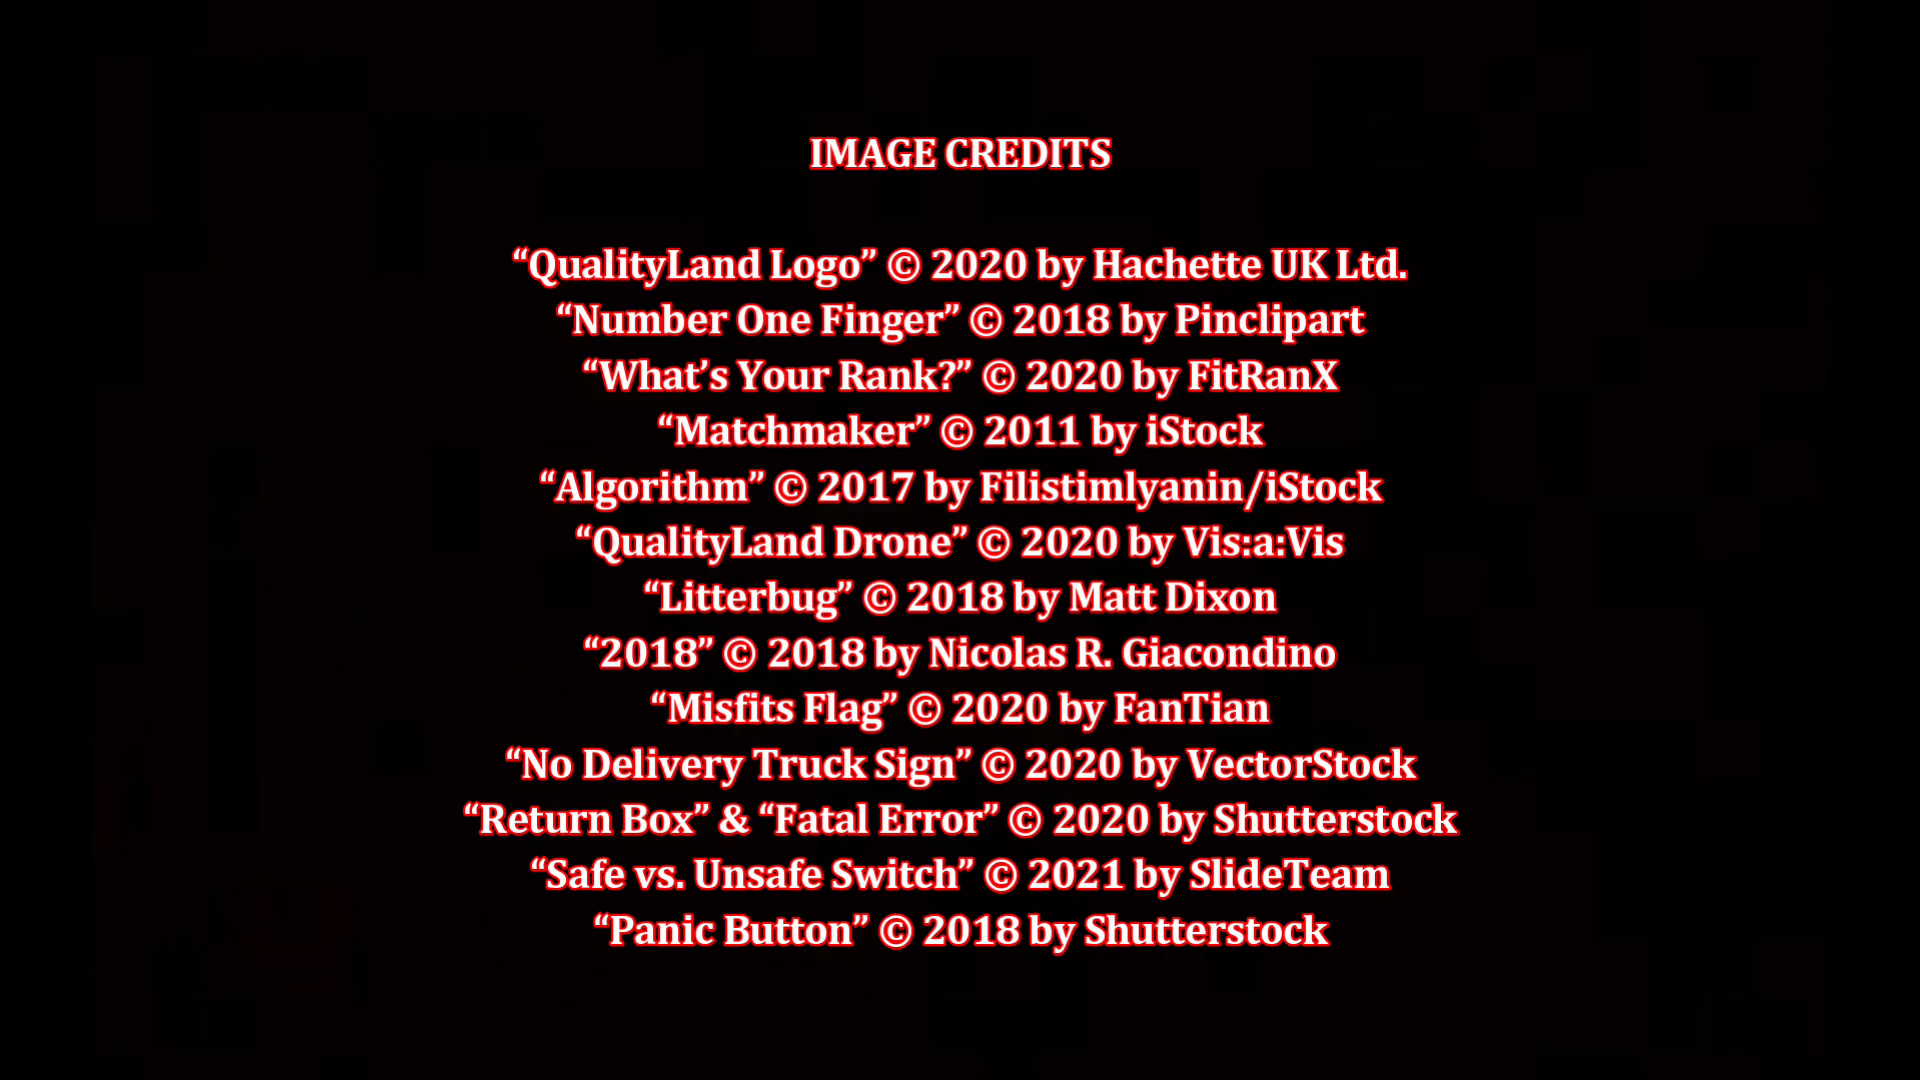 IMAGE CREDITS
“QualityLand Logo” © 2020 by Hachette UK Ltd.
“Number One Finger” © 2018 by Pinclipart
“What’s Your Rank?” © 2020 by FitRanX
“Matchmaker” © 2011 by iStock
“Algorithm” © 2017 by Filistimlyanin/iStock
“QualityLand Drone” © 2020 by Vis:a:Vis
“Litterbug” © 2018 by Matt Dixon
“2018” © 2018 by Nicolas R. Giacondino
“Misfits Flag” © 2020 by FanTian
“No Delivery Truck Sign” © 2020 by VectorStock
“Return Box” & “Fatal Error” © 2020 by Shutterstock
“Safe vs. Unsafe Switch” © 2021 by SlideTeam
“Panic Button” © 2018 by Shutterstock